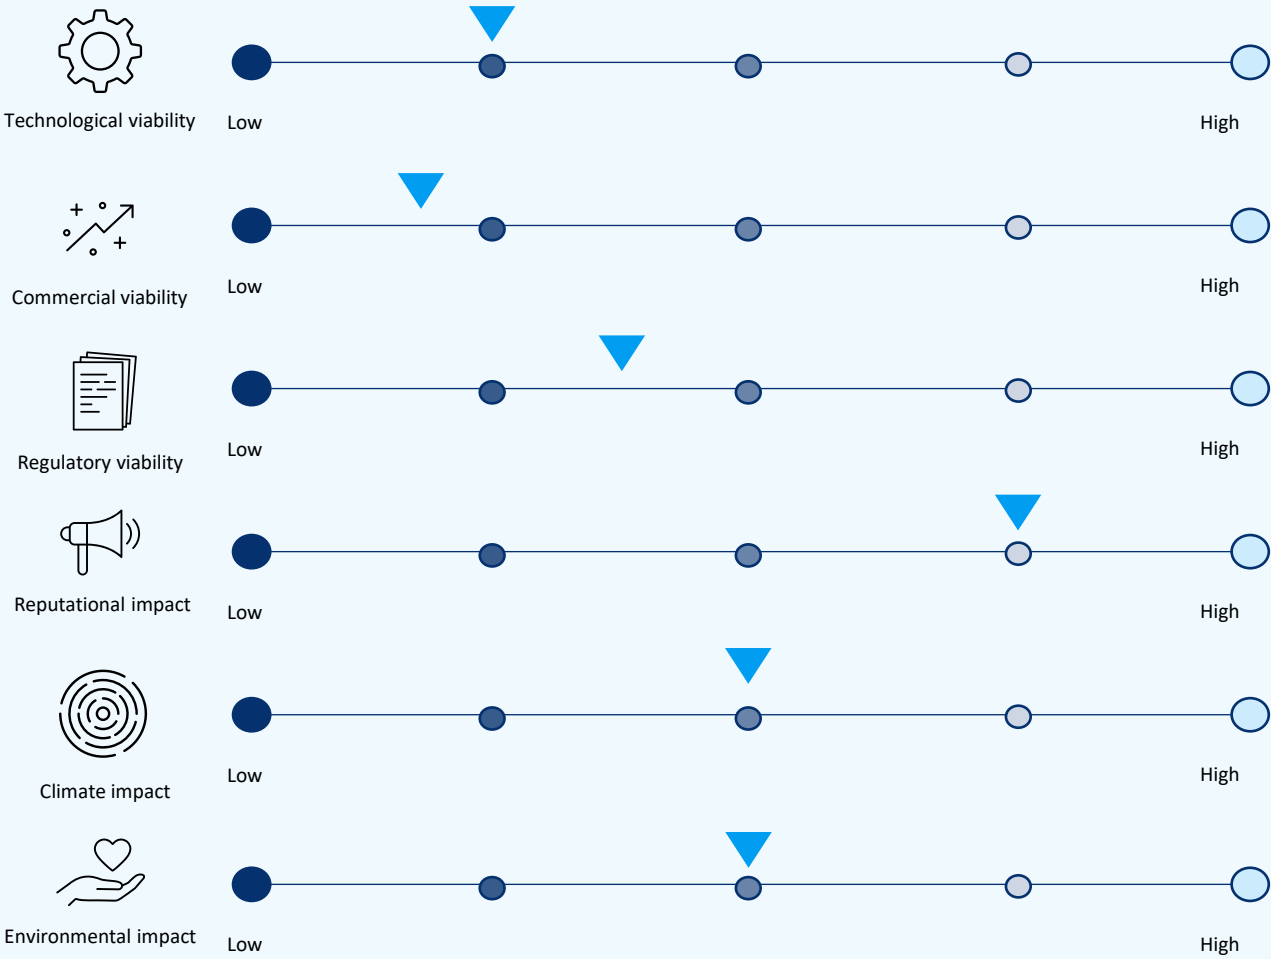 Technological viability
Low
High
Commercial viability
Low
High
Regulatory viability
Low
High
Reputational impact
Low
High
Climate impact
Low
High
Environmental impact
Low
High